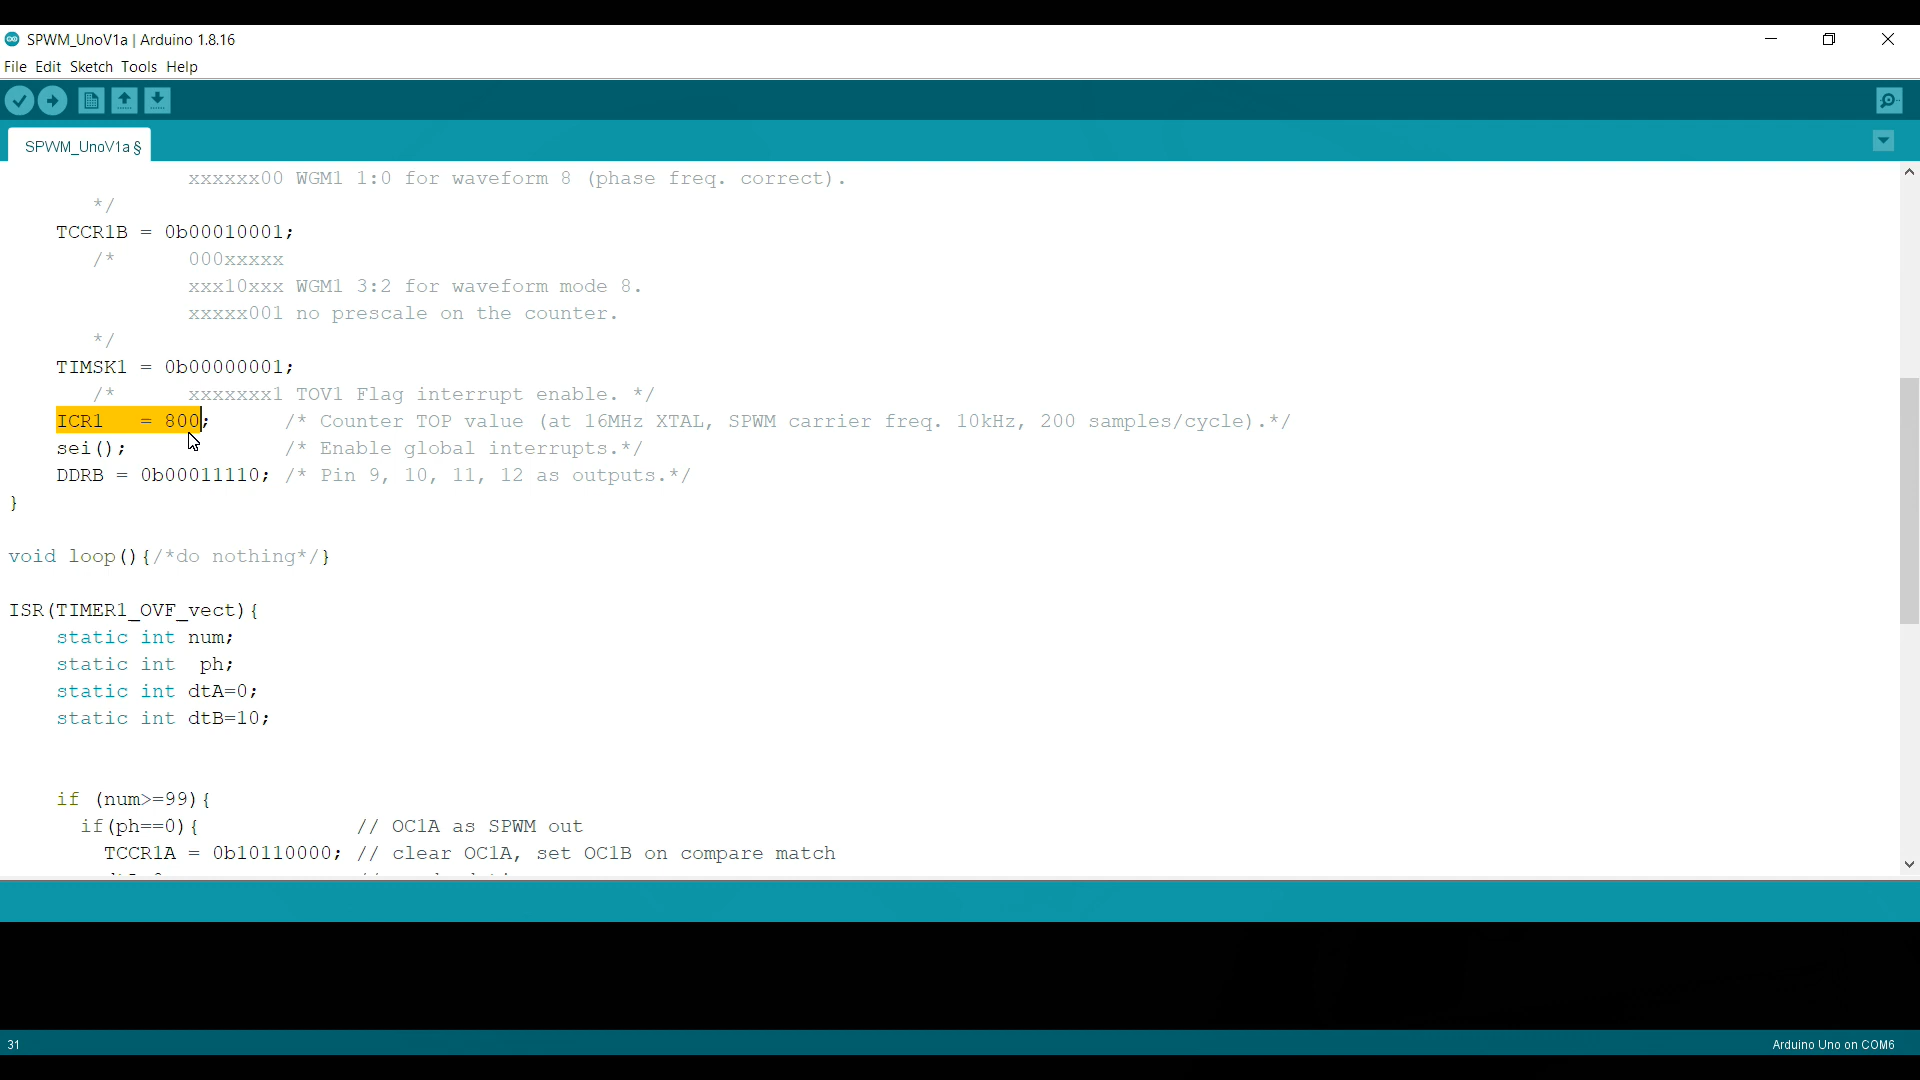 SPWM_UnoV1a | Arduino 1.8.16
File Edit Sketch Tools Help
SPWM_UnoV1a §
xxxxxx00 WGM1 1:0 for waveform 8 (phase freq. correct).
*/
TCCR1B = 0b00010001;
/* 000xxxxx
xxx10xxx WGM1 3:2 for waveform mode 8.
xxxxx001 no prescale on the counter.
*/
TIMSK1 = 0b00000001;
/* xxxxxxx1 TOV1 Flag interrupt enable. */
ICR1 = 800; /* Counter TOP value (at 16MHz XTAL, SPWM carrier freq. 10kHz, 200 samples/cycle).*/
sei(); /* Enable global interrupts.*/
DDRB = 0b00011110; /* Pin 9, 10, 11, 12 as outputs.*/
}
void loop(){/*do nothing*/}
ISR(TIMER1_OVF_vect){
static int num;
static int ph;
static int dtA=0;
static int dtB=10;
if (num>=99){
if(ph==0){ // OC1A as SPWM out
TCCR1A = 0b10110000; // clear OC1A, set OC1B on compare match
31
Arduino Uno on COM6